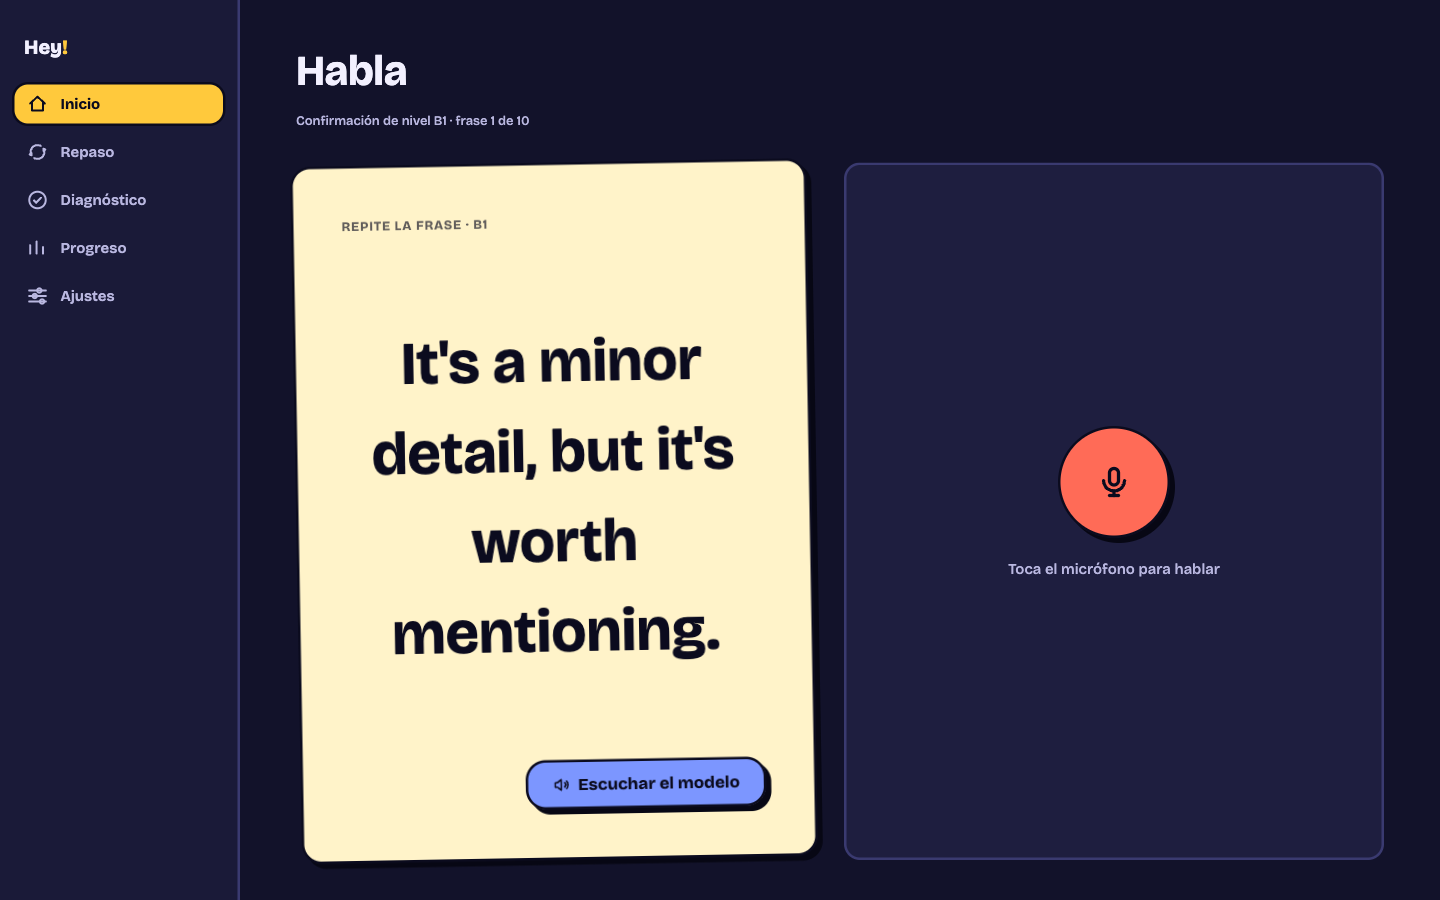 Hey!
Inicio
Repaso
Diagnóstico
Progreso
Ajustes
Habla
Confirmación de nivel B1 · frase 1 de 10
REPITE LA FRASE · B1
It's a minor
detail, but it's
worth
mentioning.
Escuchar el modelo
Toca el micrófono para hablar